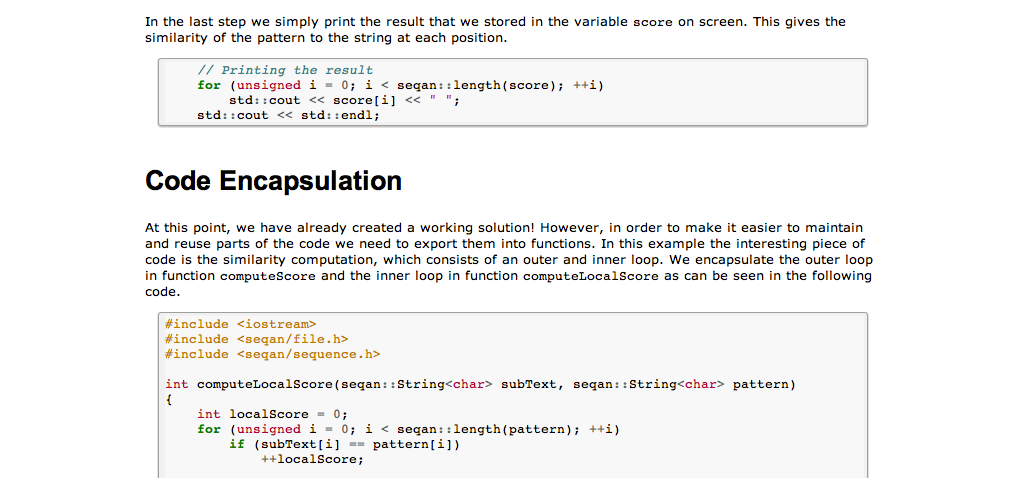 In the last step we simply print the result that we stored in the variable score on screen. This gives the
similarity of the pattern to the string at each position.
// Printing the result
for (unsigned i = 0; i < seqan::length(score); ++i)
std::cout << score[i] << " ";
std::cout << std::endl;
Code Encapsulation
At this point, we have already created a working solution! However, in order to make it easier to maintain
and reuse parts of the code we need to export them into functions. In this example the interesting piece of
code is the similarity computation, which consists of an outer and inner loop. We encapsulate the outer loop
in function computeScore and the inner loop in function computeLocalScore as can be seen in the following
code.
#include <iostream>
#include <seqan/file.h>
#include <seqan/sequence.h>
int computeLocalScore(seqan::String<char> subText, seqan::String<char> pattern)
{
int localScore = 0;
for (unsigned i = 0; i < seqan::length(pattern); ++i)
if (subText[i] == pattern[i])
++localScore;